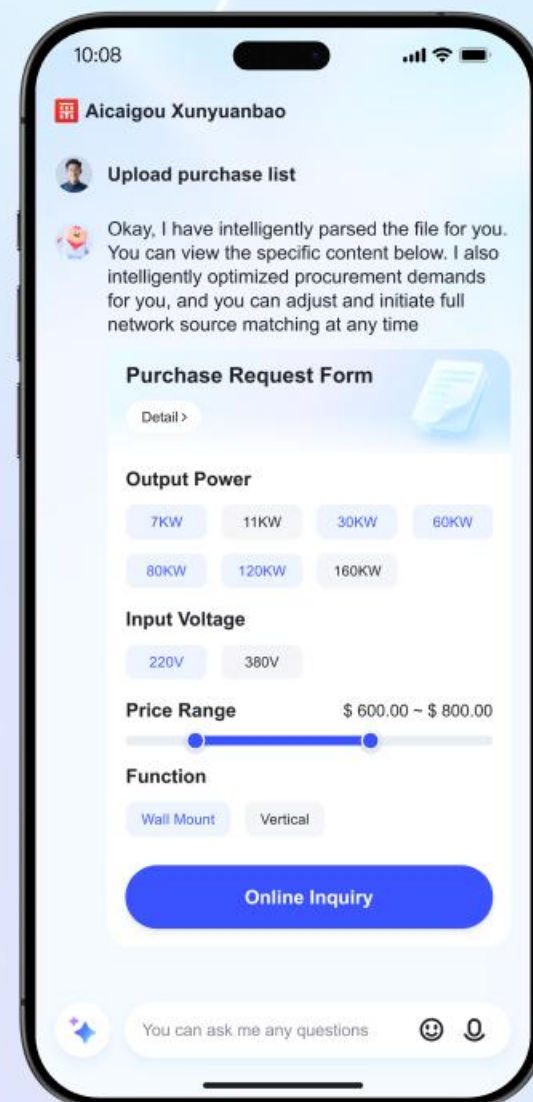 10:08
Aicaigou Xunyuanbao
Upload purchase list
Okay, I have intelligently parsed the file for you.
You can view the specific content below. I also
intelligently optimized procurement demands
for you, and you can adjust and initiate full
network source matching at any time
Purchase Request Form
Detail >
Output Power
7KW 11KW 30KW 60KW
80KW 120KW 160KW
Input Voltage
220V 380V
Price Range $ 600.00 ~ $ 800.00
Function
Wall Mount Vertical
Online Inquiry
You can ask me any questions